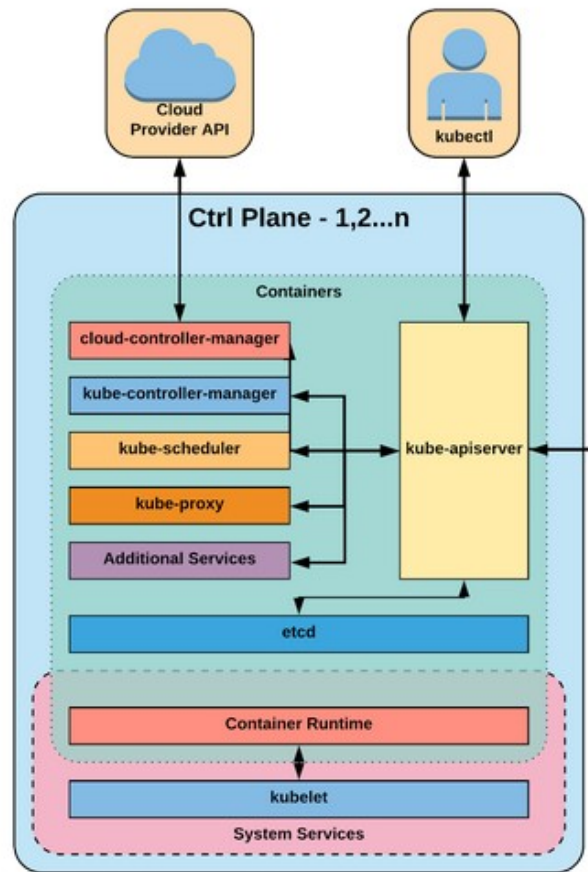 Cloud
Provider API
kubectl
Ctrl Plane - 1,2...n
Containers
cloud-controller-manager
kube-controller-manager
kube-scheduler
kube-apiserver
kube-proxy
Additional Services
etcd
Container Runtime
kubelet
System Services